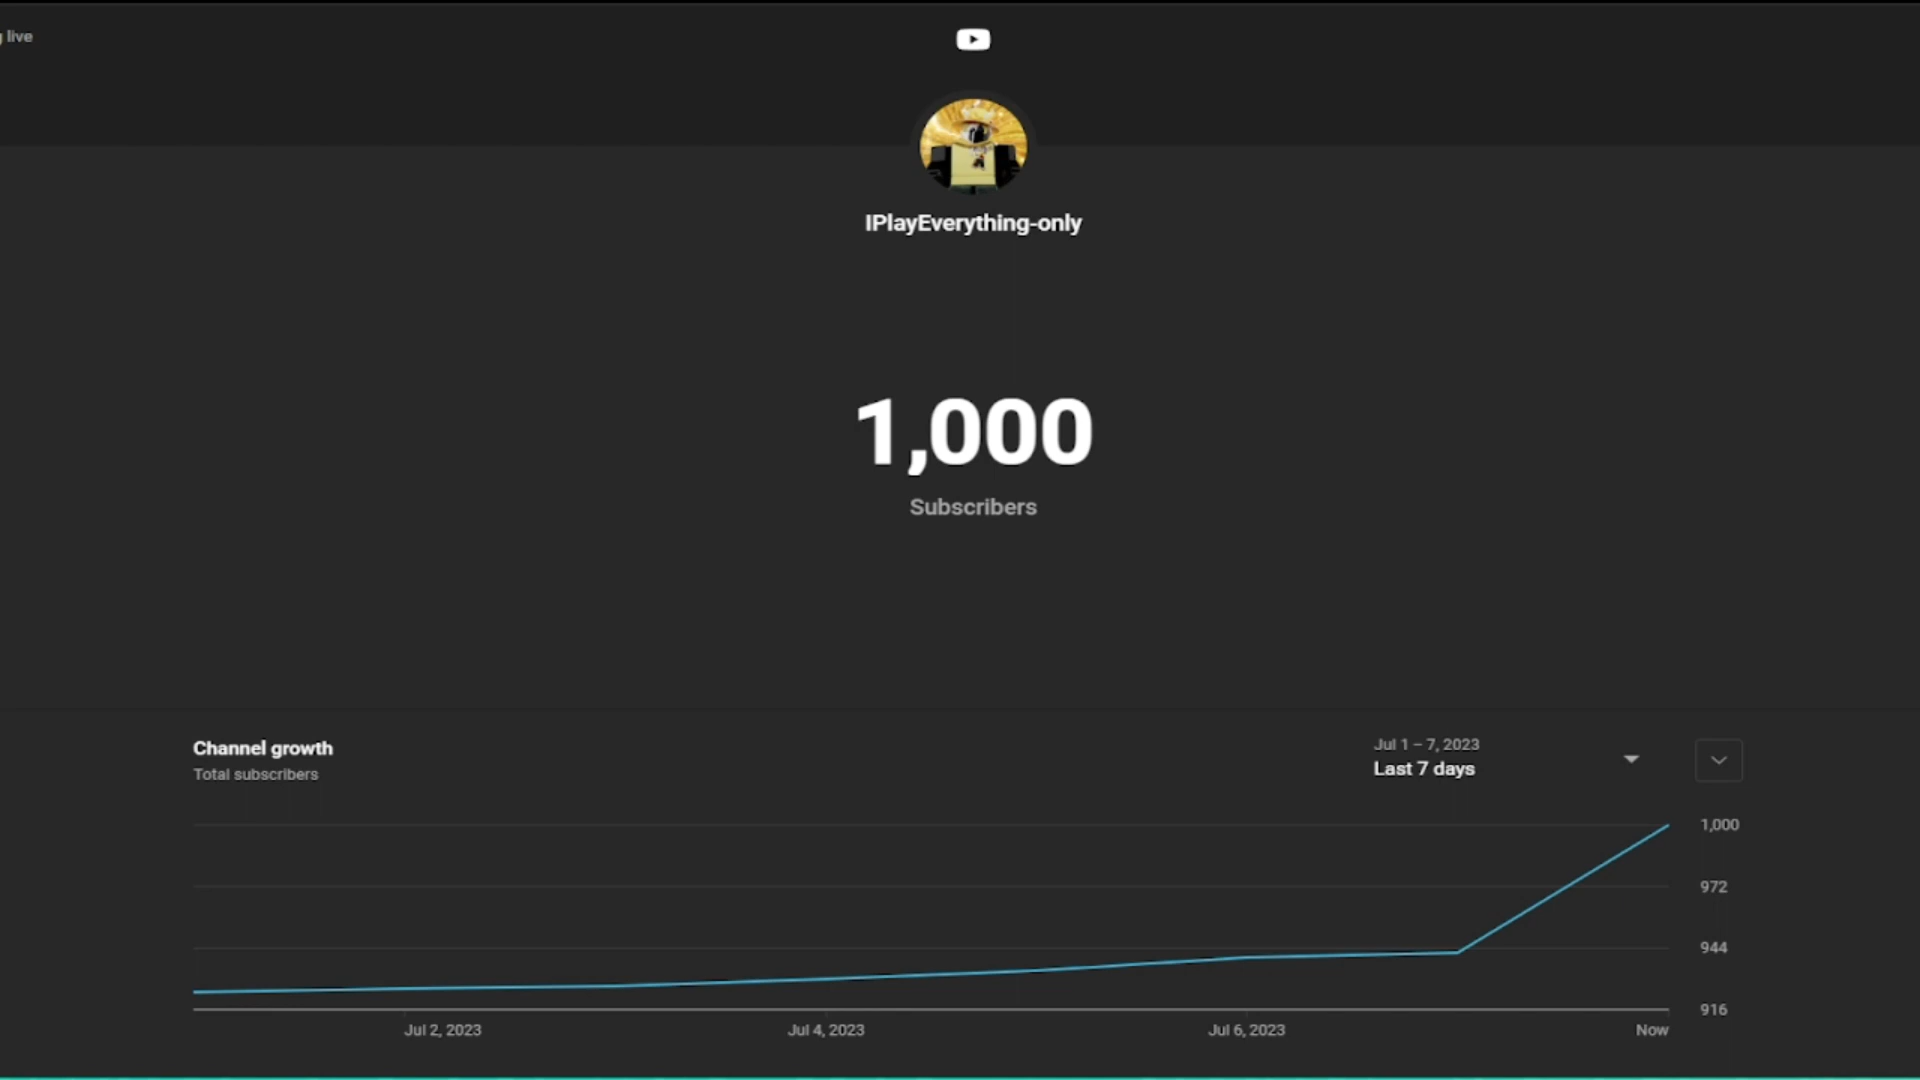 live
IPlayEverything-only
1,000
Subscribers
Channel growth
Total subscribers
Jul 1 – 7, 2023
Last 7 days
1,000
972
944
916
Jul 2, 2023
Jul 4, 2023
Jul 6, 2023
Now